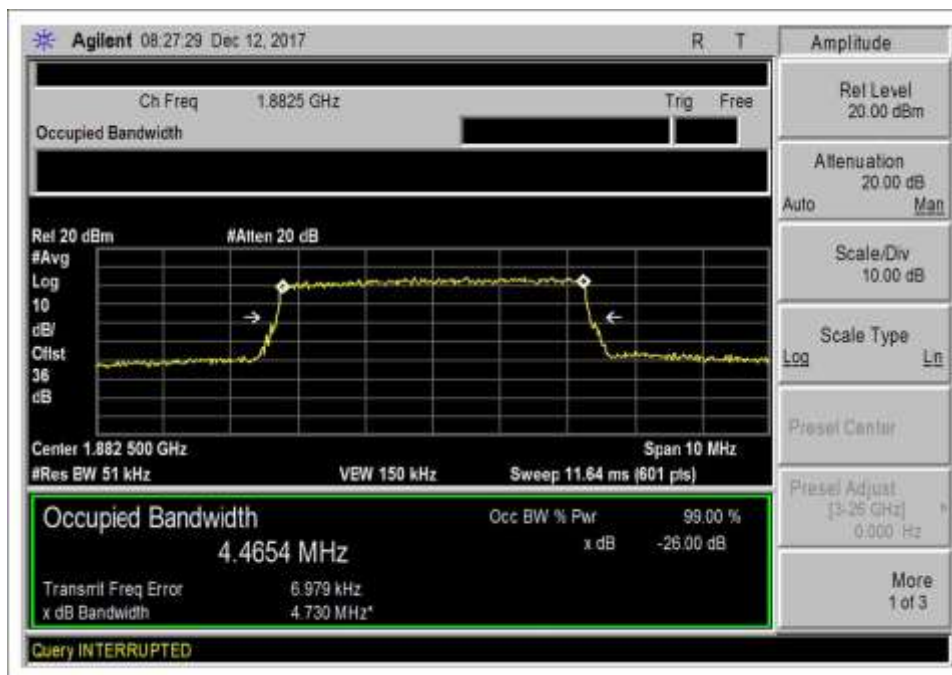 Agilent 08:27:29 Dec 12, 2017 R T
Ch Freq 1.8825 GHz Trig Free
Occupied Bandwidth
Ref 20 dBm #Atten 20 dB
#Avg
Log
10
dB/
Offst
36
dB
Center 1.882 500 GHz Span 10 MHz
#Res BW 51 kHz VBW 150 kHz Sweep 11.64 ms (601 pts)
Occupied Bandwidth
4.4654 MHz
Occ BW % Pwr 99.00 %
x dB -26.00 dB
Transmit Freq Error 6.979 kHz
x dB Bandwidth 4.730 MHz*
Query INTERRUPTED
Amplitude
Ref Level
20.00 dBm
Attenuation
20.00 dB
Auto Man
Scale/Div
10.00 dB
Scale Type
Log Lin
Presel Center
Presel Adjust
[3-26 GHz]
0.000 Hz
More
1 of 3